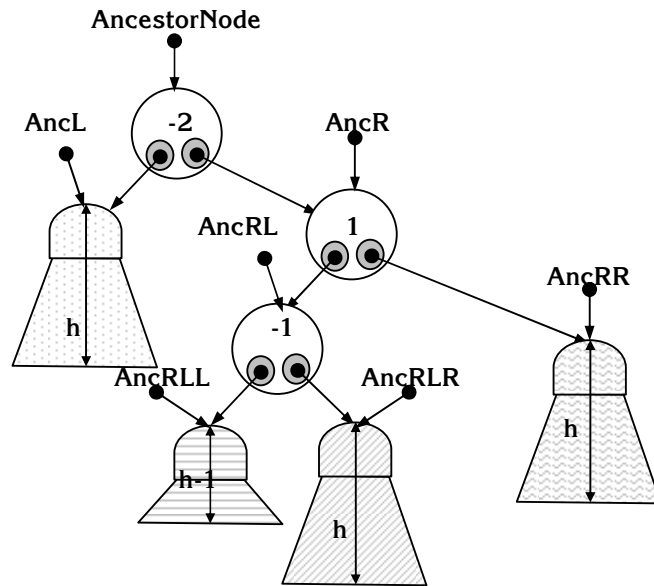 AncestorNode
-2
AncL
AncR
AncRL
1
AncRR
h
-1
AncRLL
AncRLR
h
h-1
h